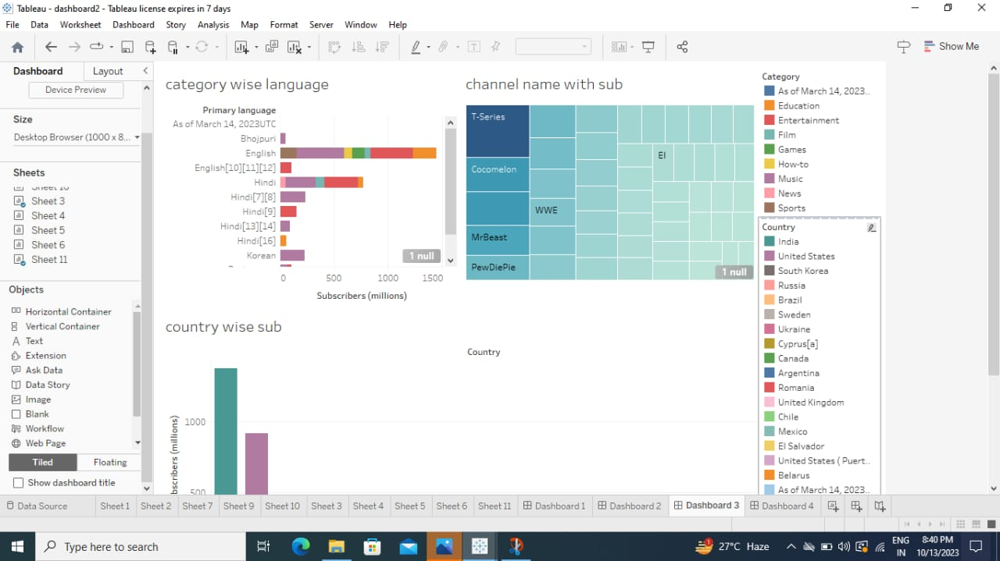 Tableau - dashboard2 - Tableau license expires in 7 days
File Data Worksheet Dashboard Story Analysis Map Format Server Window Help
Show Me
Dashboard Layout
Device Preview
Size
Desktop Browser (1000 x 8...
Sheets
Sheet 10
Sheet 3
Sheet 4
Sheet 5
Sheet 6
Sheet 11
Objects
Horizontal Container
Vertical Container
Text
Extension
Ask Data
Data Story
Image
Blank
Workflow
Web Page
Tiled Floating
Show dashboard title
category wise language
Primary language
As of March 14, 2023UTC
Bhojpuri
English
English[10][11][12]
Hindi
Hindi[7][8]
Hindi[9]
Hindi[13][14]
Hindi[16]
Korean
1 null
0 500 1000 1500
Subscribers (millions)
channel name with sub
T-Series
Cocomelon
MrBeast
PewDiePie
WWE
El
1 null
country wise sub
Country
1000
500
bscribers (millions)
Category
As of March 14, 2023..
Education
Entertainment
Film
Games
How-to
Music
News
Sports
Country
India
United States
South Korea
Russia
Brazil
Sweden
Ukraine
Cyprus[a]
Canada
Argentina
Romania
United Kingdom
Chile
Mexico
El Salvador
United States ( Puert..
Belarus
As of March 14, 2023..
Data Source Sheet 1 Sheet 2 Sheet 7 Sheet 9 Sheet 10 Sheet 3 Sheet 4 Sheet 5 Sheet 6 Sheet 11 Dashboard 1 Dashboard 2 Dashboard 3 Dashboard 4
Type here to search
1
27°C Haze
ENG
IN
8:40 PM
10/13/2023